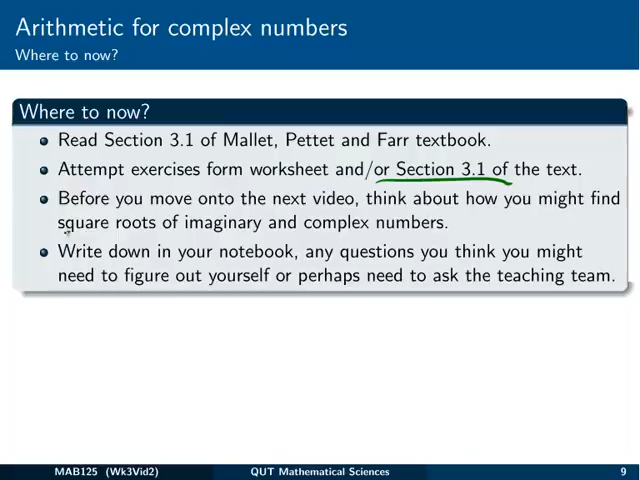 Arithmetic for complex numbers
Where to now?
Where to now?
Read Section 3.1 of Mallet, Pettet and Farr textbook.
Attempt exercises form worksheet and/or Section 3.1 of the text.
Before you move onto the next video, think about how you might find
square roots of imaginary and complex numbers.
Write down in your notebook, any questions you think you might
need to figure out yourself or perhaps need to ask the teaching team.
MAB125 (Wk3Vid2) QUT Mathematical Sciences 9